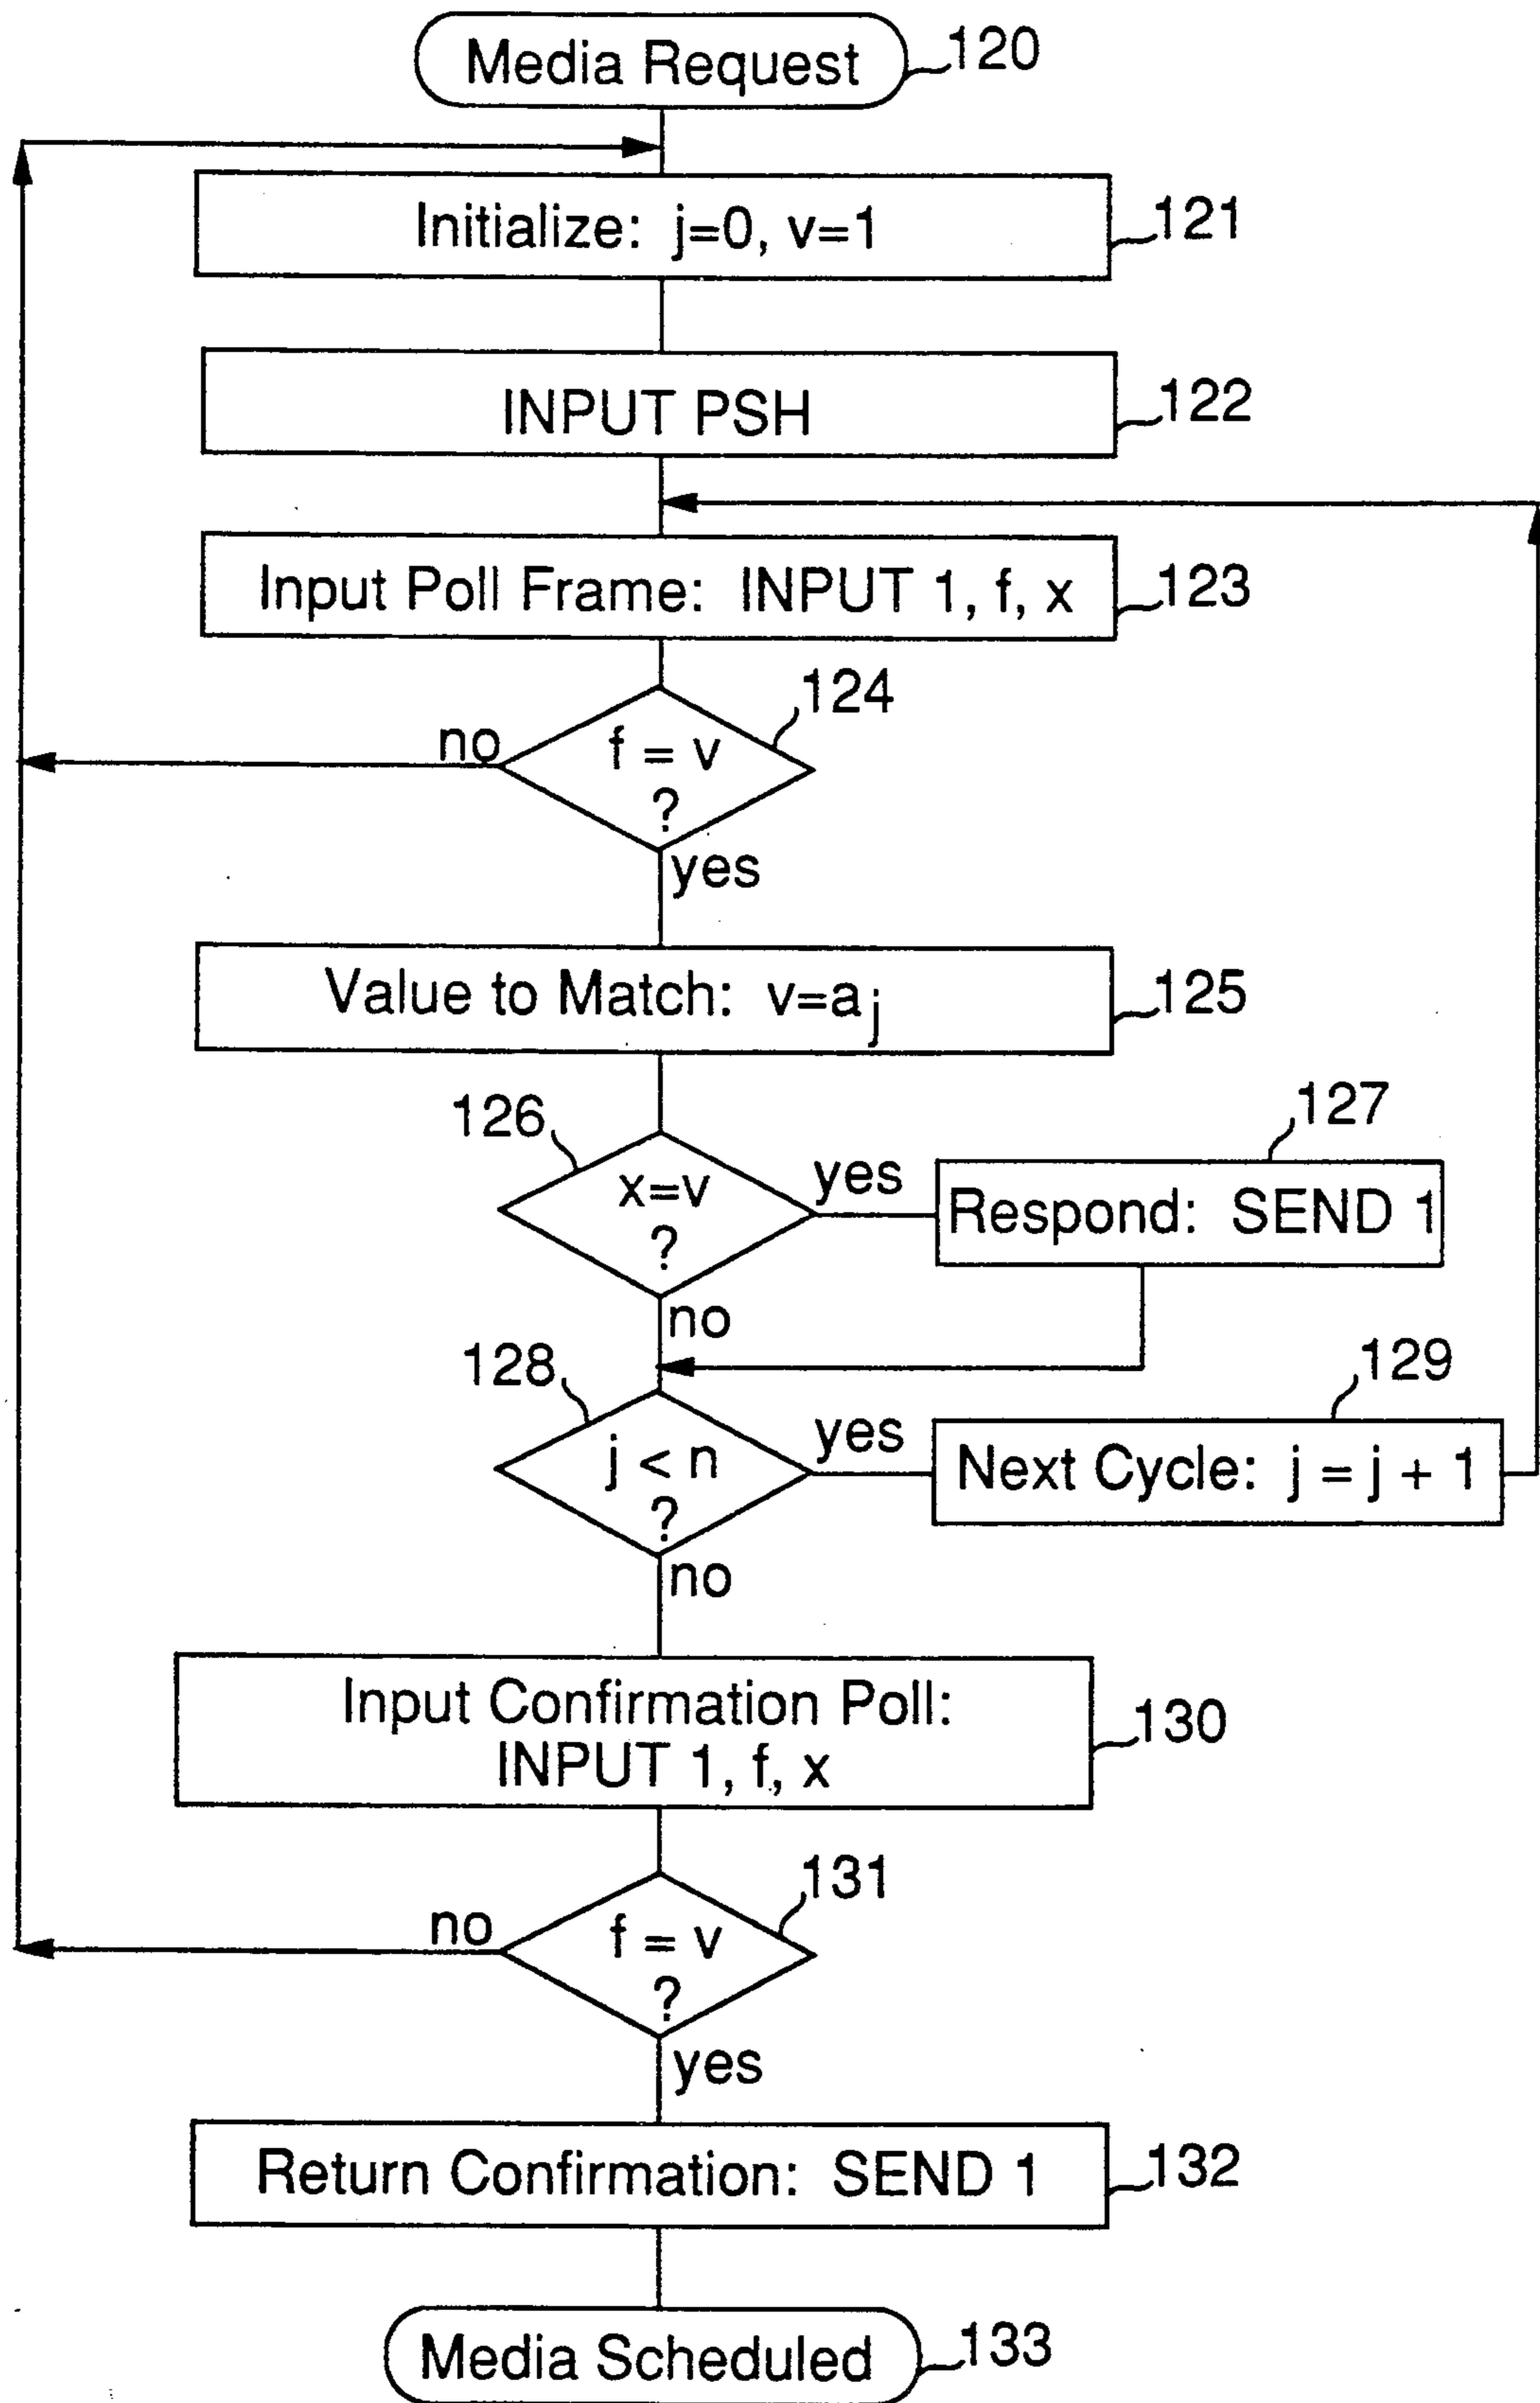 Media Request
120
Initialize: j=0, v=1
121
INPUT PSH
122
Input Poll Frame: INPUT 1, f, x
123
124
no
f = v
?
yes
Value to Match: v=aj
125
126
127
x=v
?
yes
Respond: SEND 1
no
128
129
j < n
?
yes
Next Cycle: j = j + 1
no
Input Confirmation Poll:
INPUT 1, f, x
130
131
no
f = v
?
yes
Return Confirmation: SEND 1
132
Media Scheduled
133